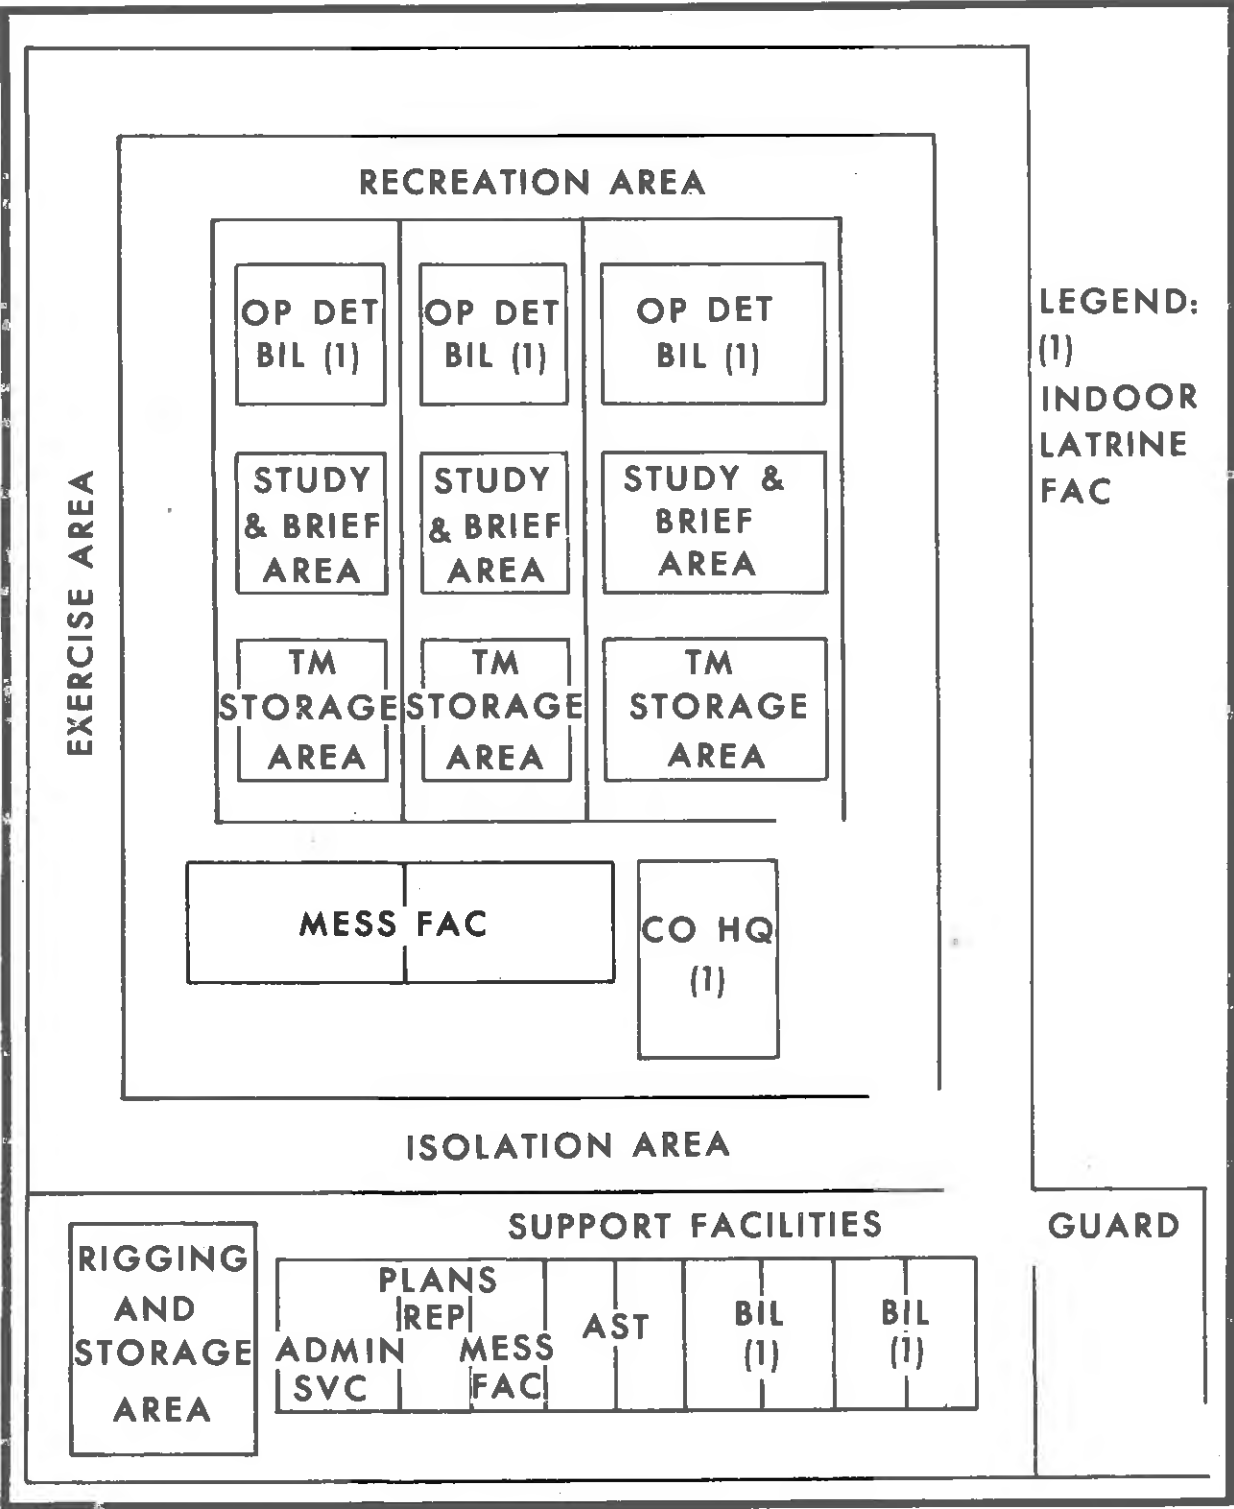 RECREATION AREA
OP DET
BIL (1)
OP DET
BIL (1)
OP DET
BIL (1)
LEGEND:
(1)
INDOOR
LATRINE
FAC
EXERCISE AREA
STUDY
& BRIEF
AREA
STUDY
& BRIEF
AREA
STUDY &
BRIEF
AREA
TM
STORAGE
AREA
TM
STORAGE
AREA
TM
STORAGE
AREA
MESS FAC
CO HQ
(1)
ISOLATION AREA
SUPPORT FACILITIES
GUARD
RIGGING
AND
STORAGE
AREA
ADMIN
SVC
PLANS
REP
MESS
FAC
AST
BIL
(1)
BIL
(1)